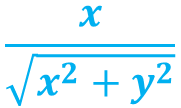 x
√x² + y²